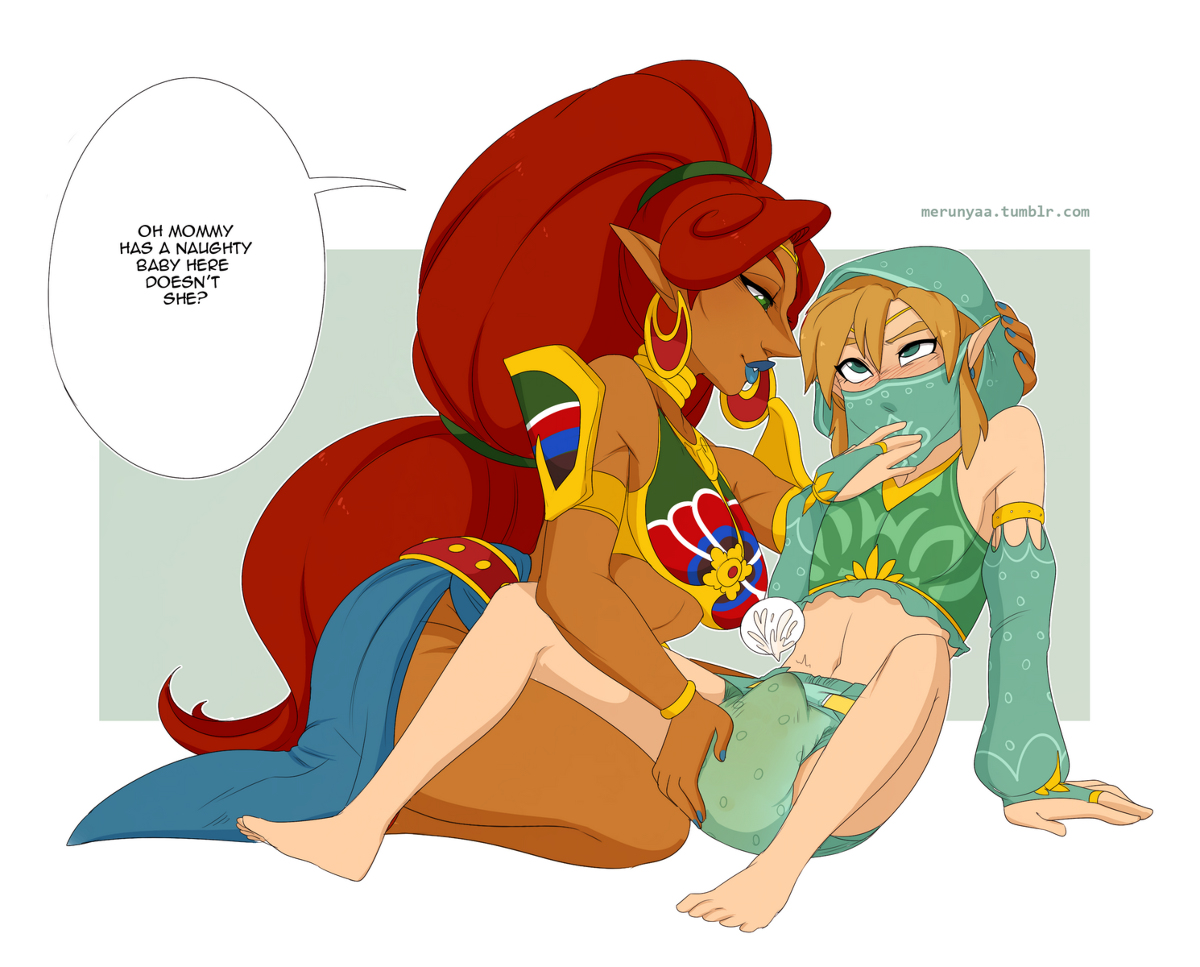 OH MOMMY
HAS A NAUGHTY
BABY HERE
DOESN'T
SHE?
merunyaa.tumblr.com